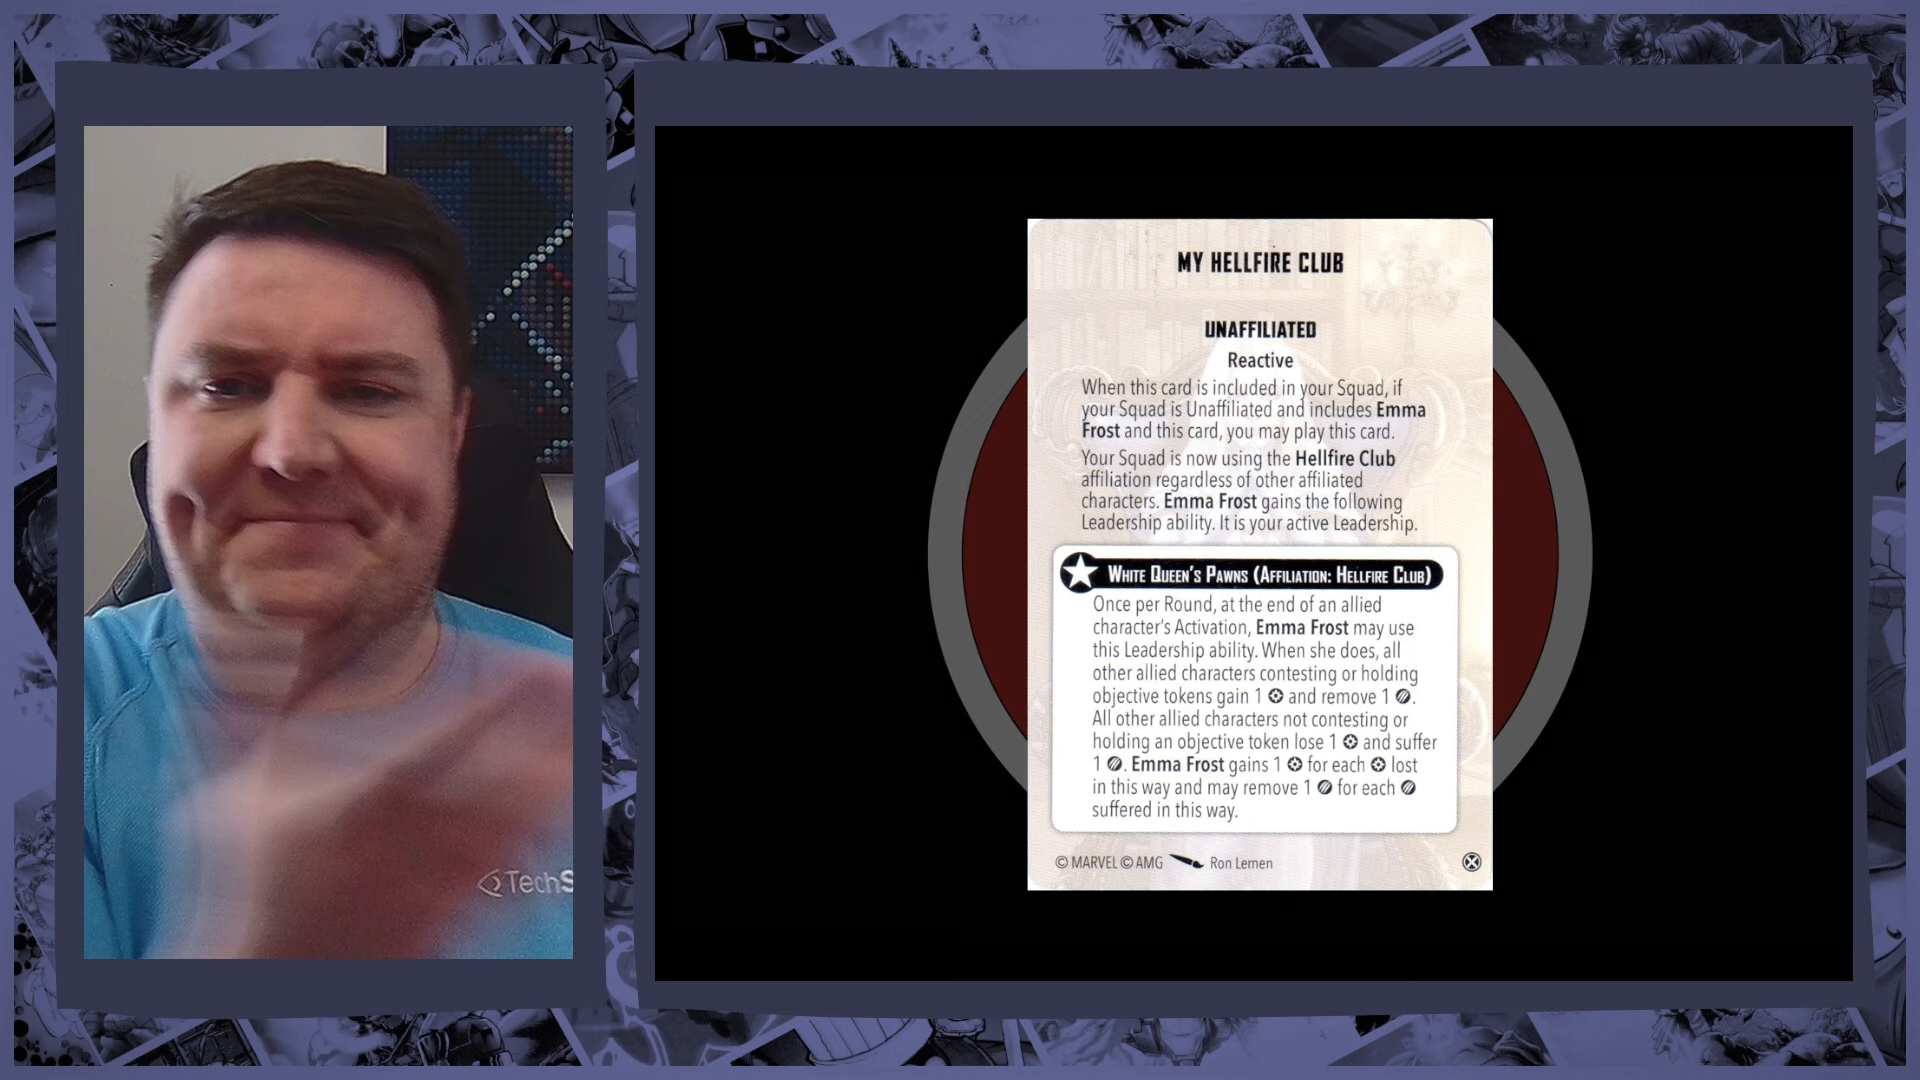 TechS
MY HELLFIRE CLUB
UNAFFILIATED
Reactive
When this card is included in your Squad, if
your Squad is Unaffiliated and includes Emma
Frost and this card, you may play this card.
Your Squad is now using the Hellfire Club
affiliation regardless of other affiliated
characters. Emma Frost gains the following
Leadership ability. It is your active Leadership.
WHITE QUEEN'S PAWNS (AFFILIATION: HELLFIRE CLUB)
Once per Round, at the end of an allied
character's Activation, Emma Frost may use
this Leadership ability. When she does, all
other allied characters contesting or holding
objective tokens gain 1 and remove 1 .
All other allied characters not contesting or
holding an objective token lose 1 and suffer
1 . Emma Frost gains 1 for each lost
in this way and may remove 1 for each
suffered in this way.
© MARVEL © AMG Ron Lemen